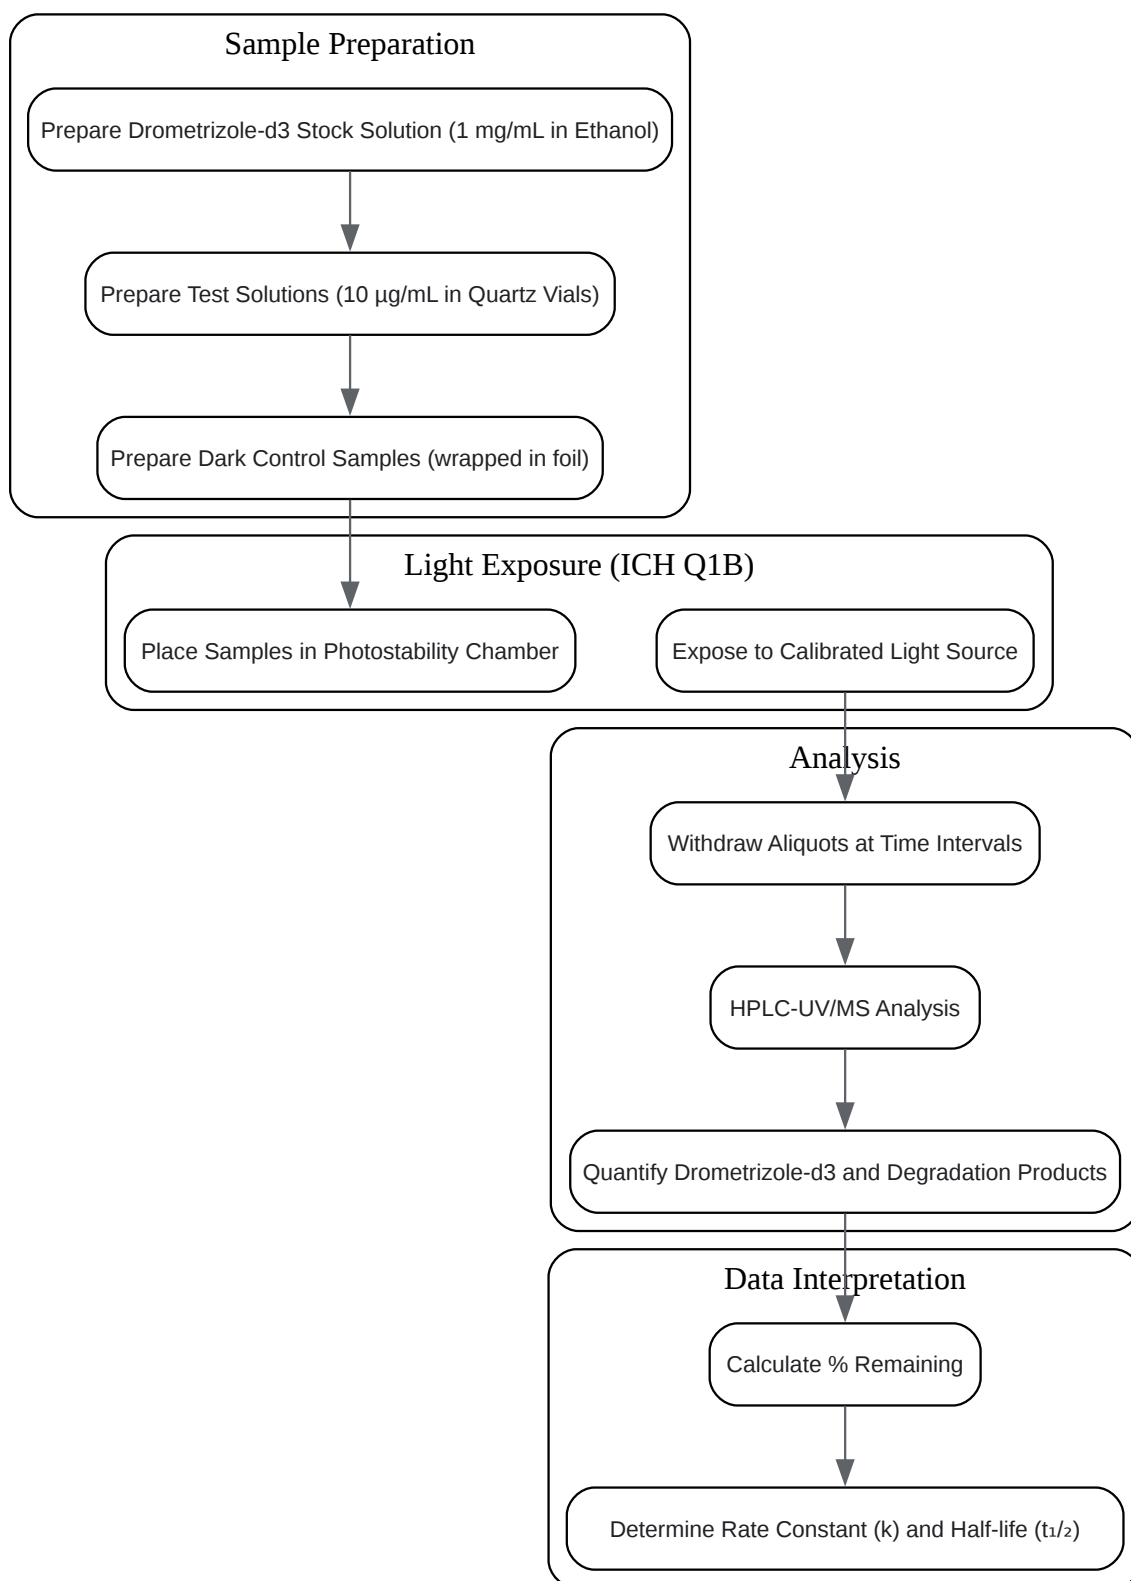 Sample Preparation
Prepare Drometrizole-d3 Stock Solution (1 mg/mL in Ethanol)
Prepare Test Solutions (10 µg/mL in Quartz Vials)
Prepare Dark Control Samples (wrapped in foil)
Light Exposure (ICH Q1B)
Place Samples in Photostability Chamber
Expose to Calibrated Light Source
Analysis
Withdraw Aliquots at Time Intervals
HPLC-UV/MS Analysis
Quantify Drometrizole-d3 and Degradation Products
Data Interpretation
Calculate % Remaining
Determine Rate Constant (k) and Half-life (t₁/₂)